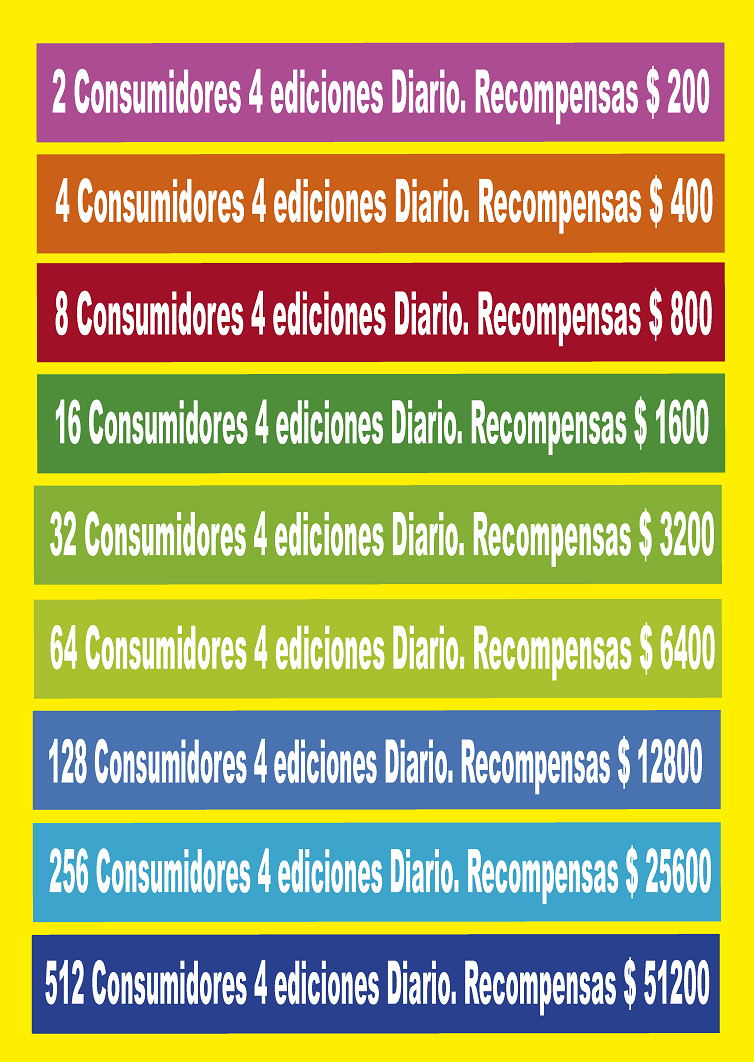 2 Consumidores 4 ediciones Diario. Recompensas $ 200
4 Consumidores 4 ediciones Diario. Recompensas $ 400
8 Consumidores 4 ediciones Diario. Recompensas $ 800
16 Consumidores 4 ediciones Diario. Recompensas $ 1600
32 Consumidores 4 ediciones Diario. Recompensas $ 3200
64 Consumidores 4 ediciones Diario. Recompensas $ 6400
128 Consumidores 4 ediciones Diario. Recompensas $ 12800
256 Consumidores 4 ediciones Diario. Recompensas $ 25600
512 Consumidores 4 ediciones Diario. Recompensas $ 51200